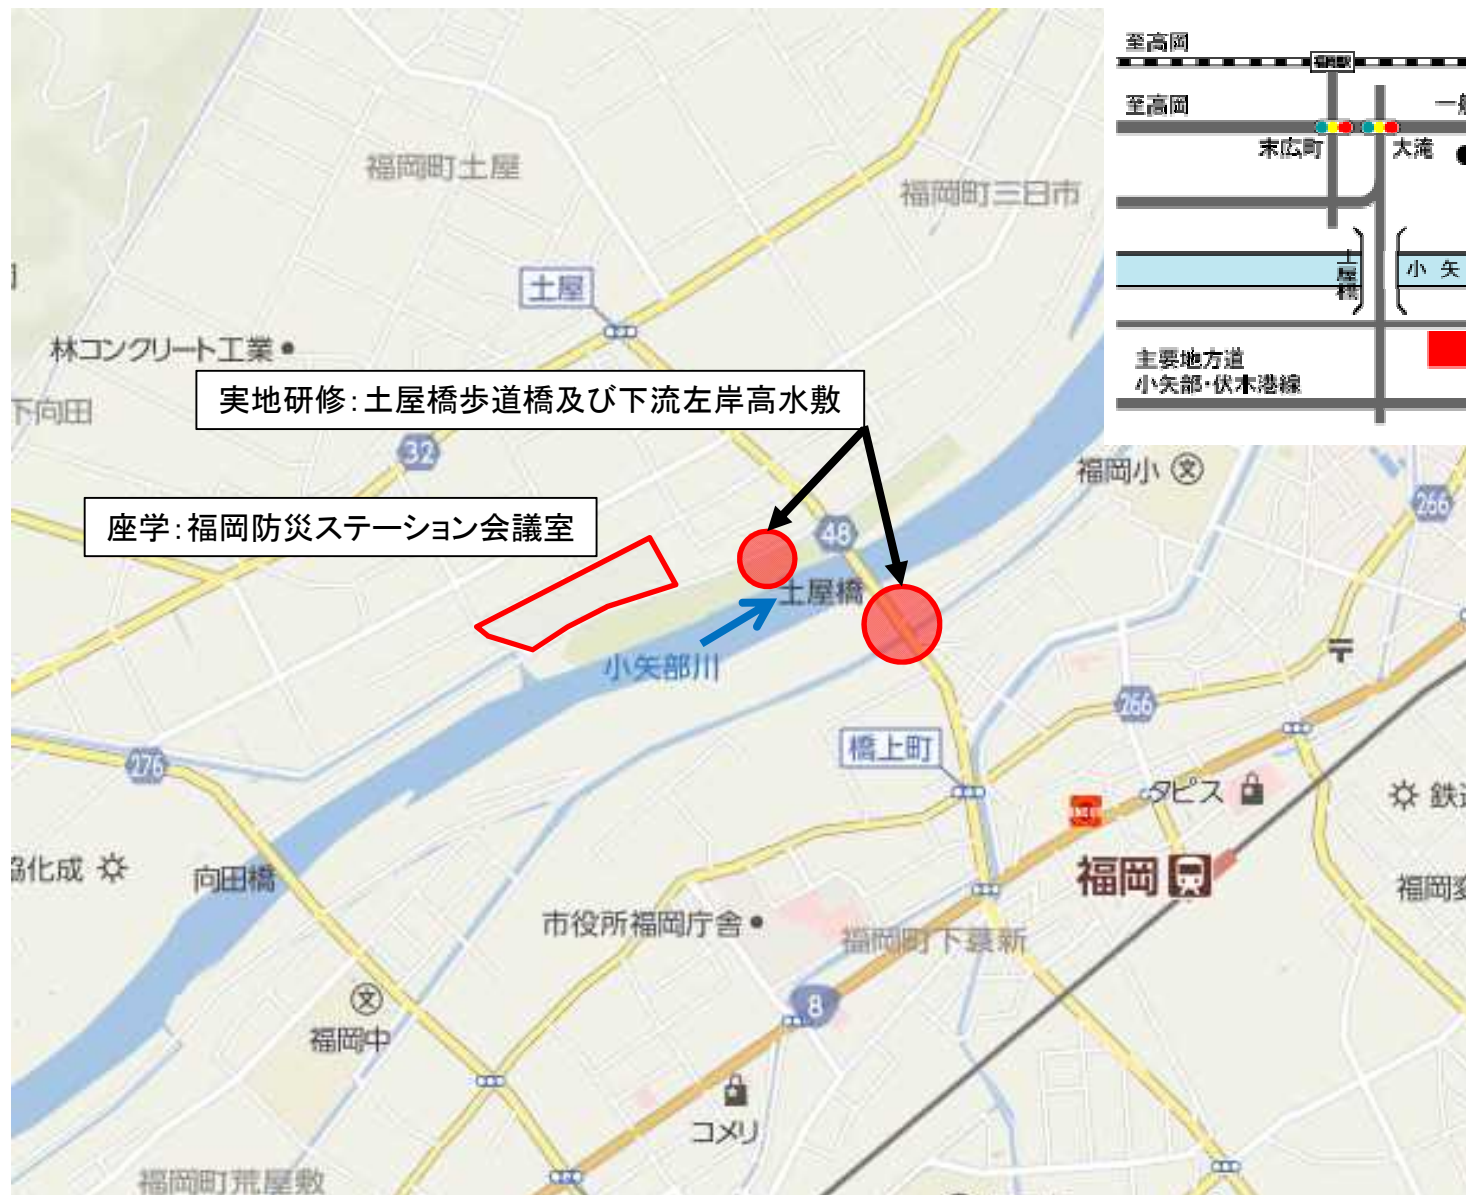 至高岡
至高岡
末広町
大滝
土屋橋
小 矢
主要地方道
小矢部・伏木港線
福岡町土屋
福岡町三日市
土屋
林コンクリート工業
下向田
実地研修：土屋橋歩道橋及び下流左岸高水敷
32
福岡小
文
266
座学：福岡防災ステーション会議室
48
土屋橋
小矢部川
〒
266
橋上町
276
タピス
鉄
協化成
向田橋
福岡
福岡変
市役所福岡庁舎
福岡町下蓑新
文
8
福岡中
コメリ
福岡町荒屋敷